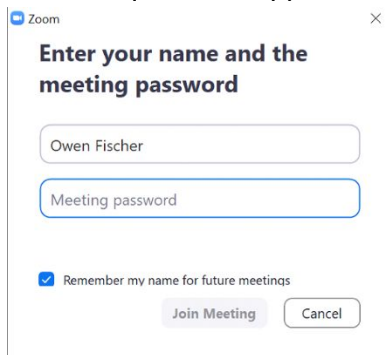 Zoom
Enter your name and the
meeting password
Owen Fischer
Meeting password
Remember my name for future meetings
Join Meeting Cancel